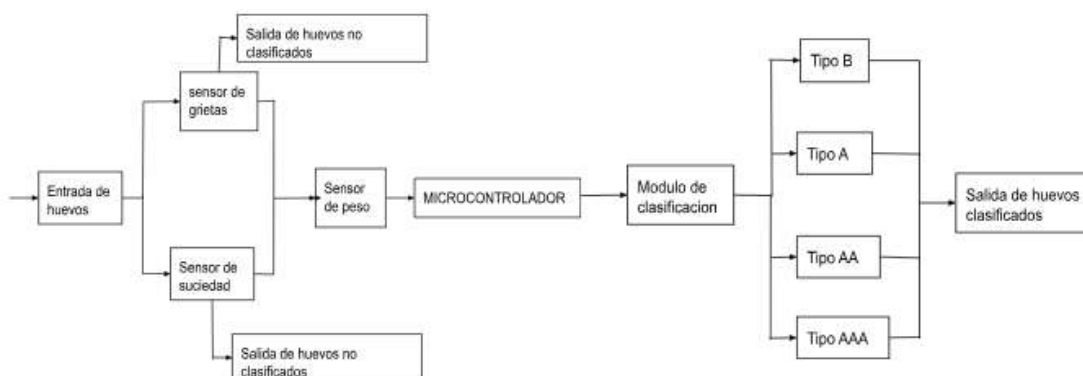 Salida de huevos no
clasificados
sensor de
grietas
Entrada de
huevos
Sensor de
suciedad
Salida de huevos no
clasificados
Sensor
de peso
MICROCONTROLADOR
Modulo de
clasificacion
Tipo B
Tipo A
Tipo AA
Tipo AAA
Salida de huevos
clasificados